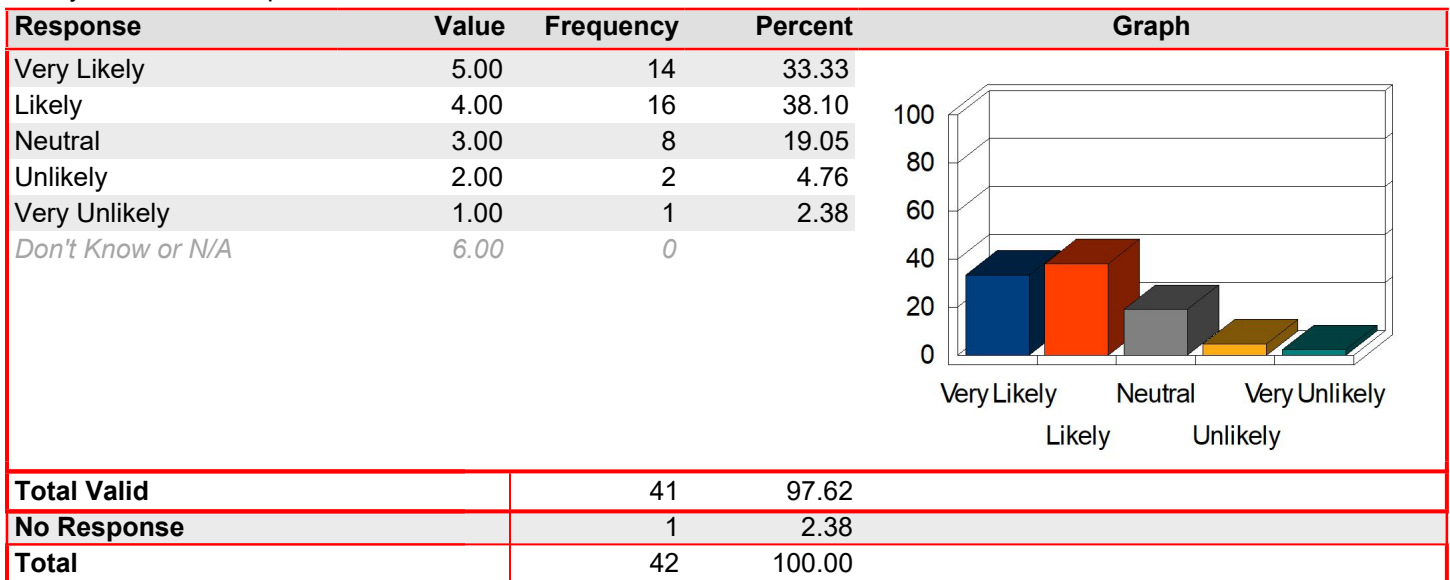 Response Value Frequency Percent Graph
Very Likely 5.00 14 33.33
Likely 4.00 16 38.10
Neutral 3.00 8 19.05
Unlikely 2.00 2 4.76
Very Unlikely 1.00 1 2.38
Don't Know or N/A 6.00 0
100
80
60
40
20
0
Very Likely Neutral Very Unlikely
Likely Unlikely
Total Valid 41 97.62
No Response 1 2.38
Total 42 100.00